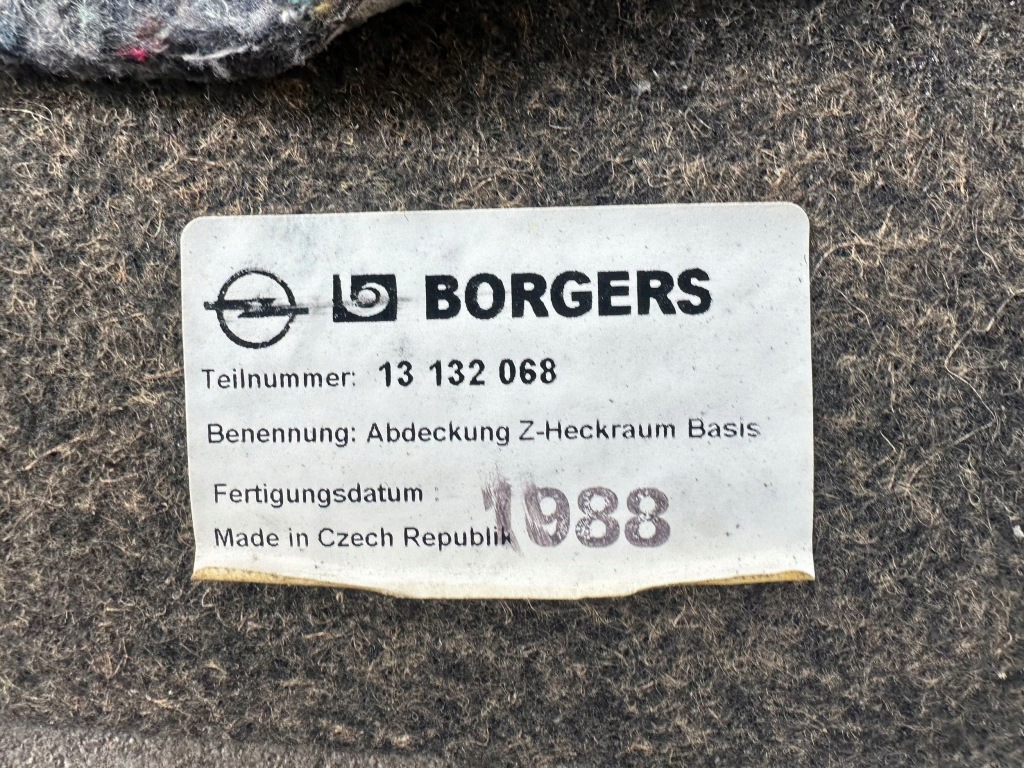 BORGERS
Teilnummer: 13 132 068
Benennung: Abdeckung Z-Heckraum Basis
Fertigungsdatum : 1988
Made in Czech Republik